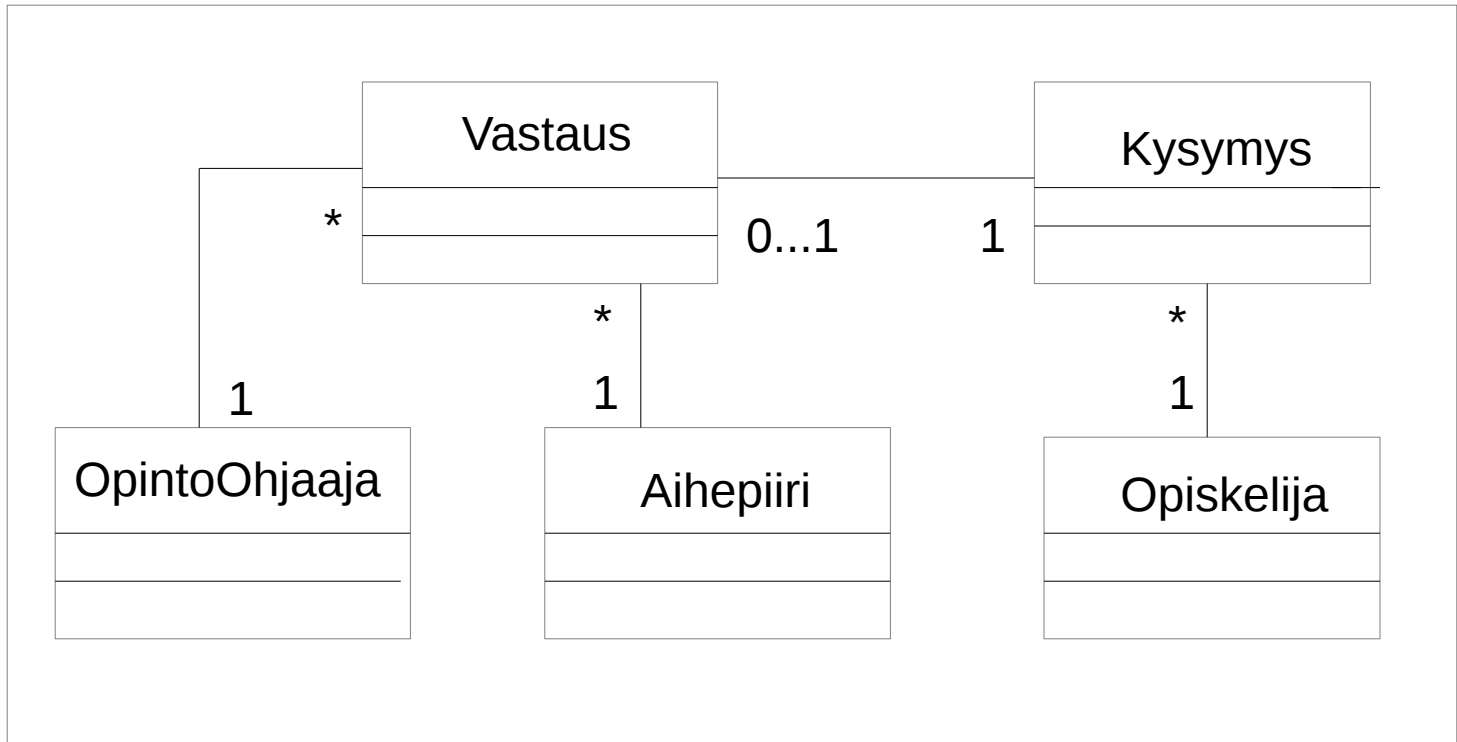 Vastaus
Kysymys
*
0...1
1
*
*
1
1
1
OpintoOhjaaja
Aihepiiri
Opiskelija